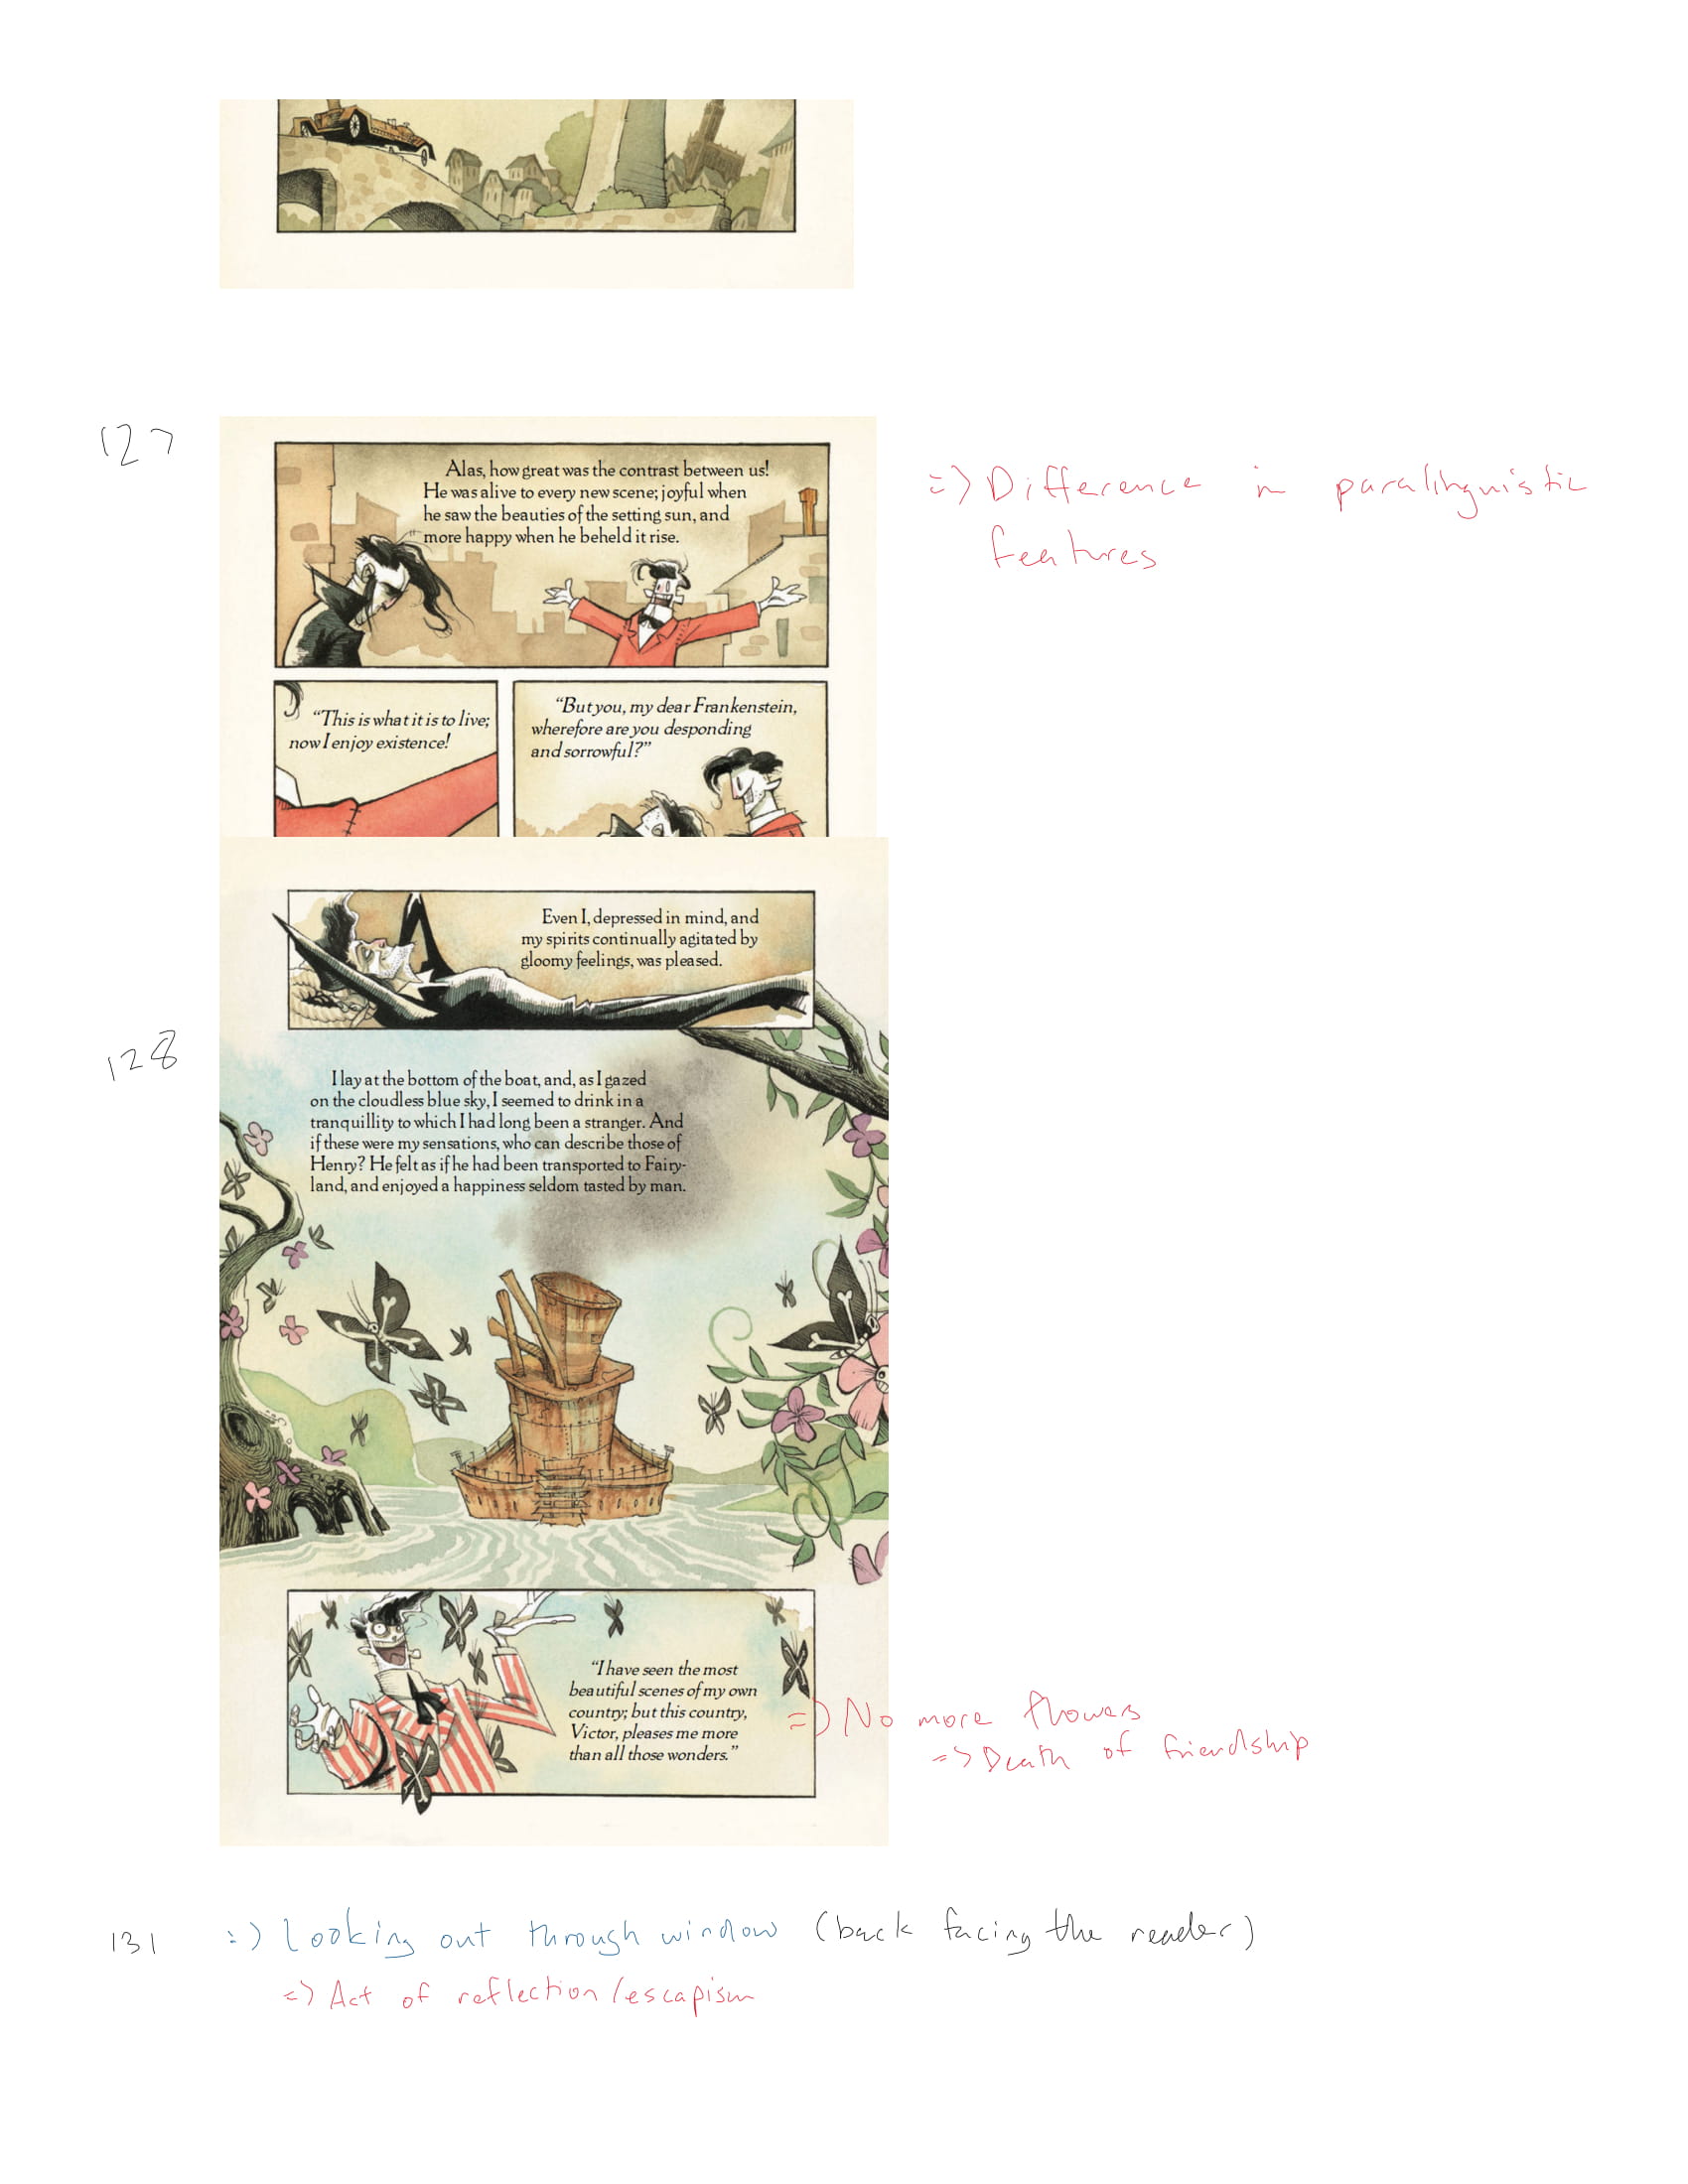 127
Alas, how great was the contrast between us!
He was alive to every new scene; joyful when
he saw the beauties of the setting sun, and
more happy when he beheld it rise.
=> Difference in paralinguistic
features
"This is what it is to live;
now I enjoy existence!
"But you, my dear Frankenstein,
wherefore are you desponding
and sorrowful?"
Even I, depressed in mind, and
my spirits continually agitated by
gloomy feelings, was pleased.
128
I lay at the bottom of the boat, and, as I gazed
on the cloudless blue sky, I seemed to drink in a
tranquillity to which I had long been a stranger. And
if these were my sensations, who can describe those of
Henry? He felt as if he had been transported to Fairy-
land, and enjoyed a happiness seldom tasted by man.
"I have seen the most
beautiful scenes of my own
country; but this country,
Victor, pleases me more
than all those wonders."
=> No more flowers
=> Death of friendship
131 => Looking out through window (back facing the reader)
=> Act of reflection/escapism